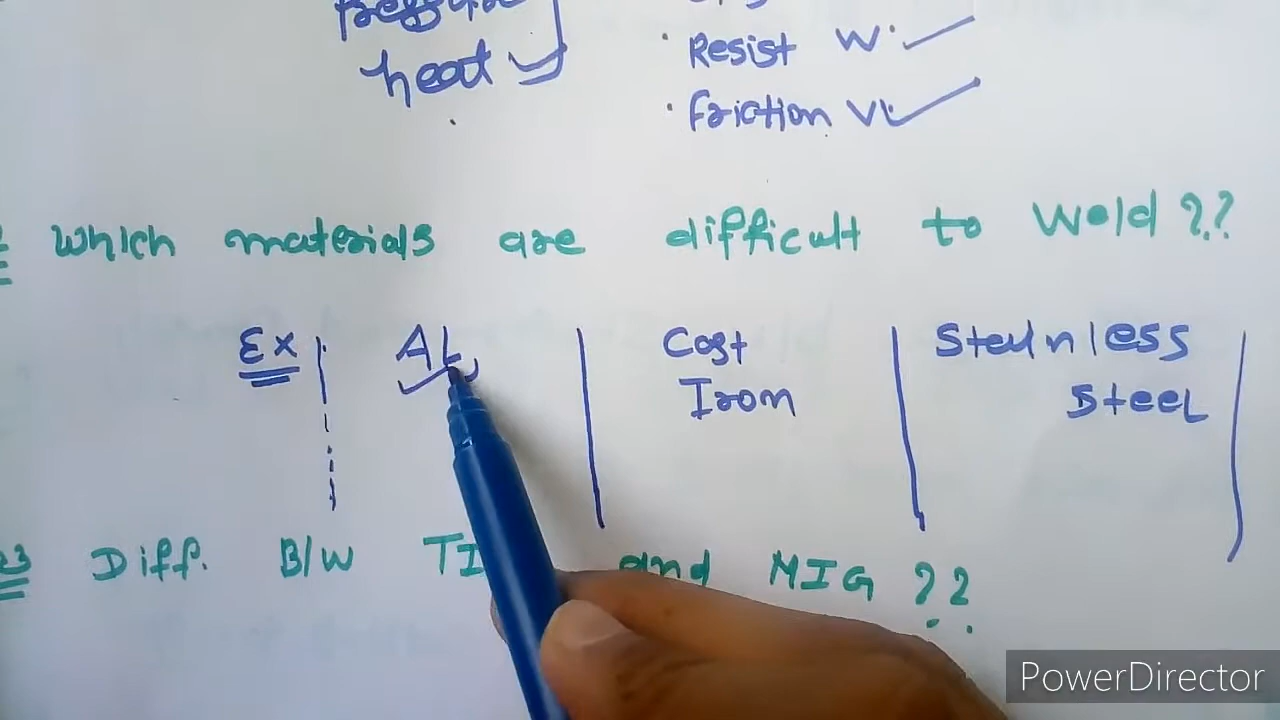 pressure
heat
• Resist W.
• Friction W.
Which materials are difficult to Weld ??
Ex
AL
Cast Iron
Stainless Steel
Diff. B/W and MIG ??
PowerDirector